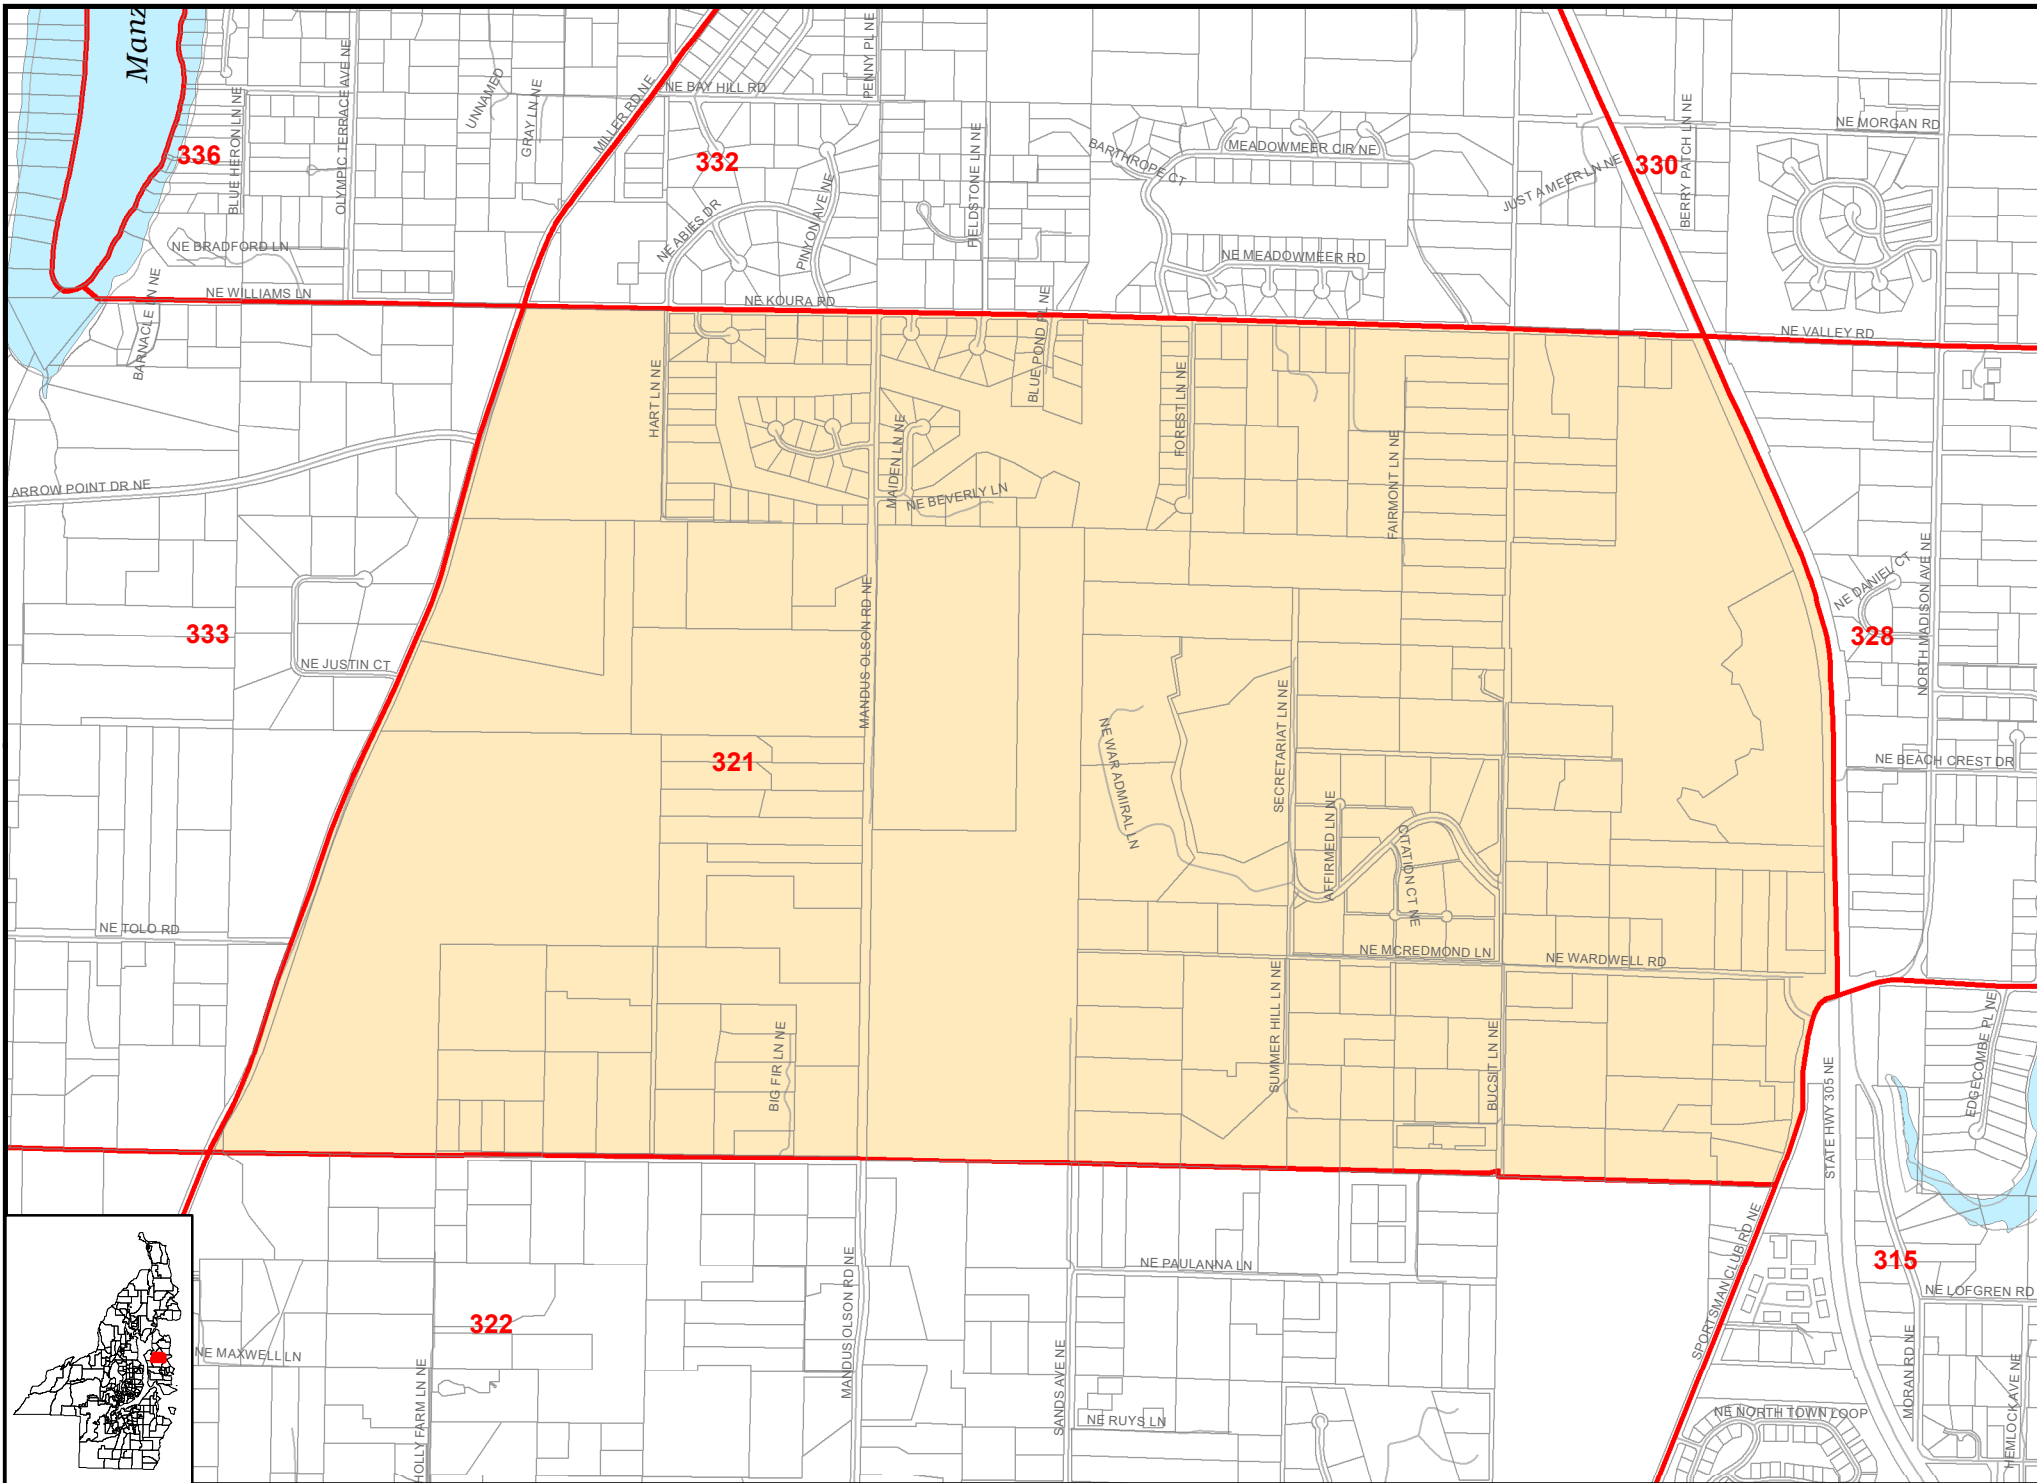 Manz
PENNY PL NE
UNNAMED
GRAY LN NE
MILLER RD NE
NE BAY HILL RD
OLYMPIC TERRACE AVE NE
BLUE HERON LN NE
BERRY PATCH LN NE
NE MORGAN RD
336
332
FIELDSTONE LN NE
BARTHROPE CT
MEADOWMEER CIR NE
JUST A MEER LN NE
330
NE ABIES DR
PINYON AVE NE
NE BRADFORD LN
NE MEADOWMEER RD
NE WILLIAMS LN
NE KOURA RD
BARNACLE LN NE
BLUE POND PL NE
NE VALLEY RD
HART LN NE
FOREST LN NE
FAIRMONT LN NE
MAIDEN LN NE
NE BEVERLY LN
ARROW POINT DR NE
NE DANIEL CT
NORTH MADISON AVE NE
333
MANDUS OLSON RD NE
328
NE JUSTIN CT
SECRETARIAT LN NE
NE WAR ADMIRAL LN
321
NE BEACH CREST DR
AFFIRMED LN NE
CITATION CT NE
NE TOLO RD
NE MCREDMOND LN
NE WARDWELL RD
SUMMER HILL LN NE
BIG FIR LN NE
BUCSIT LN NE
EDGECOMBE PL NE
STATE HWY 305 NE
SPORTSMAN CLUB RD NE
NE PAULANNA LN
315
NE LOFGREN RD
MANDUS OLSON RD NE
322
NE MAXWELL LN
HOLLY FARM LN NE
SANDS AVE NE
NE RUYS LN
MORAN RD NE
HEMLOCK AVE NE
NE NORTH TOWN LOOP